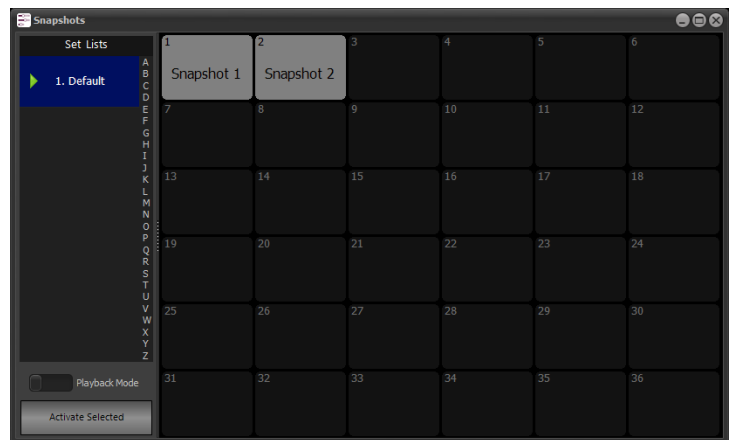 Snapshots
Set Lists
1. Default
A
B
C
D
E
F
G
H
I
J
K
L
M
N
O
P
Q
R
S
T
U
V
W
X
Y
Z
Playback Mode
Activate Selected
1 2 3 4 5 6
Snapshot 1 Snapshot 2
7 8 9 10 11 12
13 14 15 16 17 18
19 20 21 22 23 24
25 26 27 28 29 30
31 32 33 34 35 36